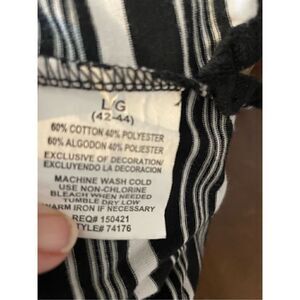 L/G
(42-44)
60% COTTON 40% POLYESTER
60% ALGODON 40% POLYESTER
EXCLUSIVE OF DECORATION/
EXCLUYENDO LA DECORACION
MACHINE WASH COLD
USE NON-CHLORINE
BLEACH WHEN NEEDED
TUMBLE DRY LOW
WARM IRON IF NECESSARY
REQ# 150421
STYLE# 74176